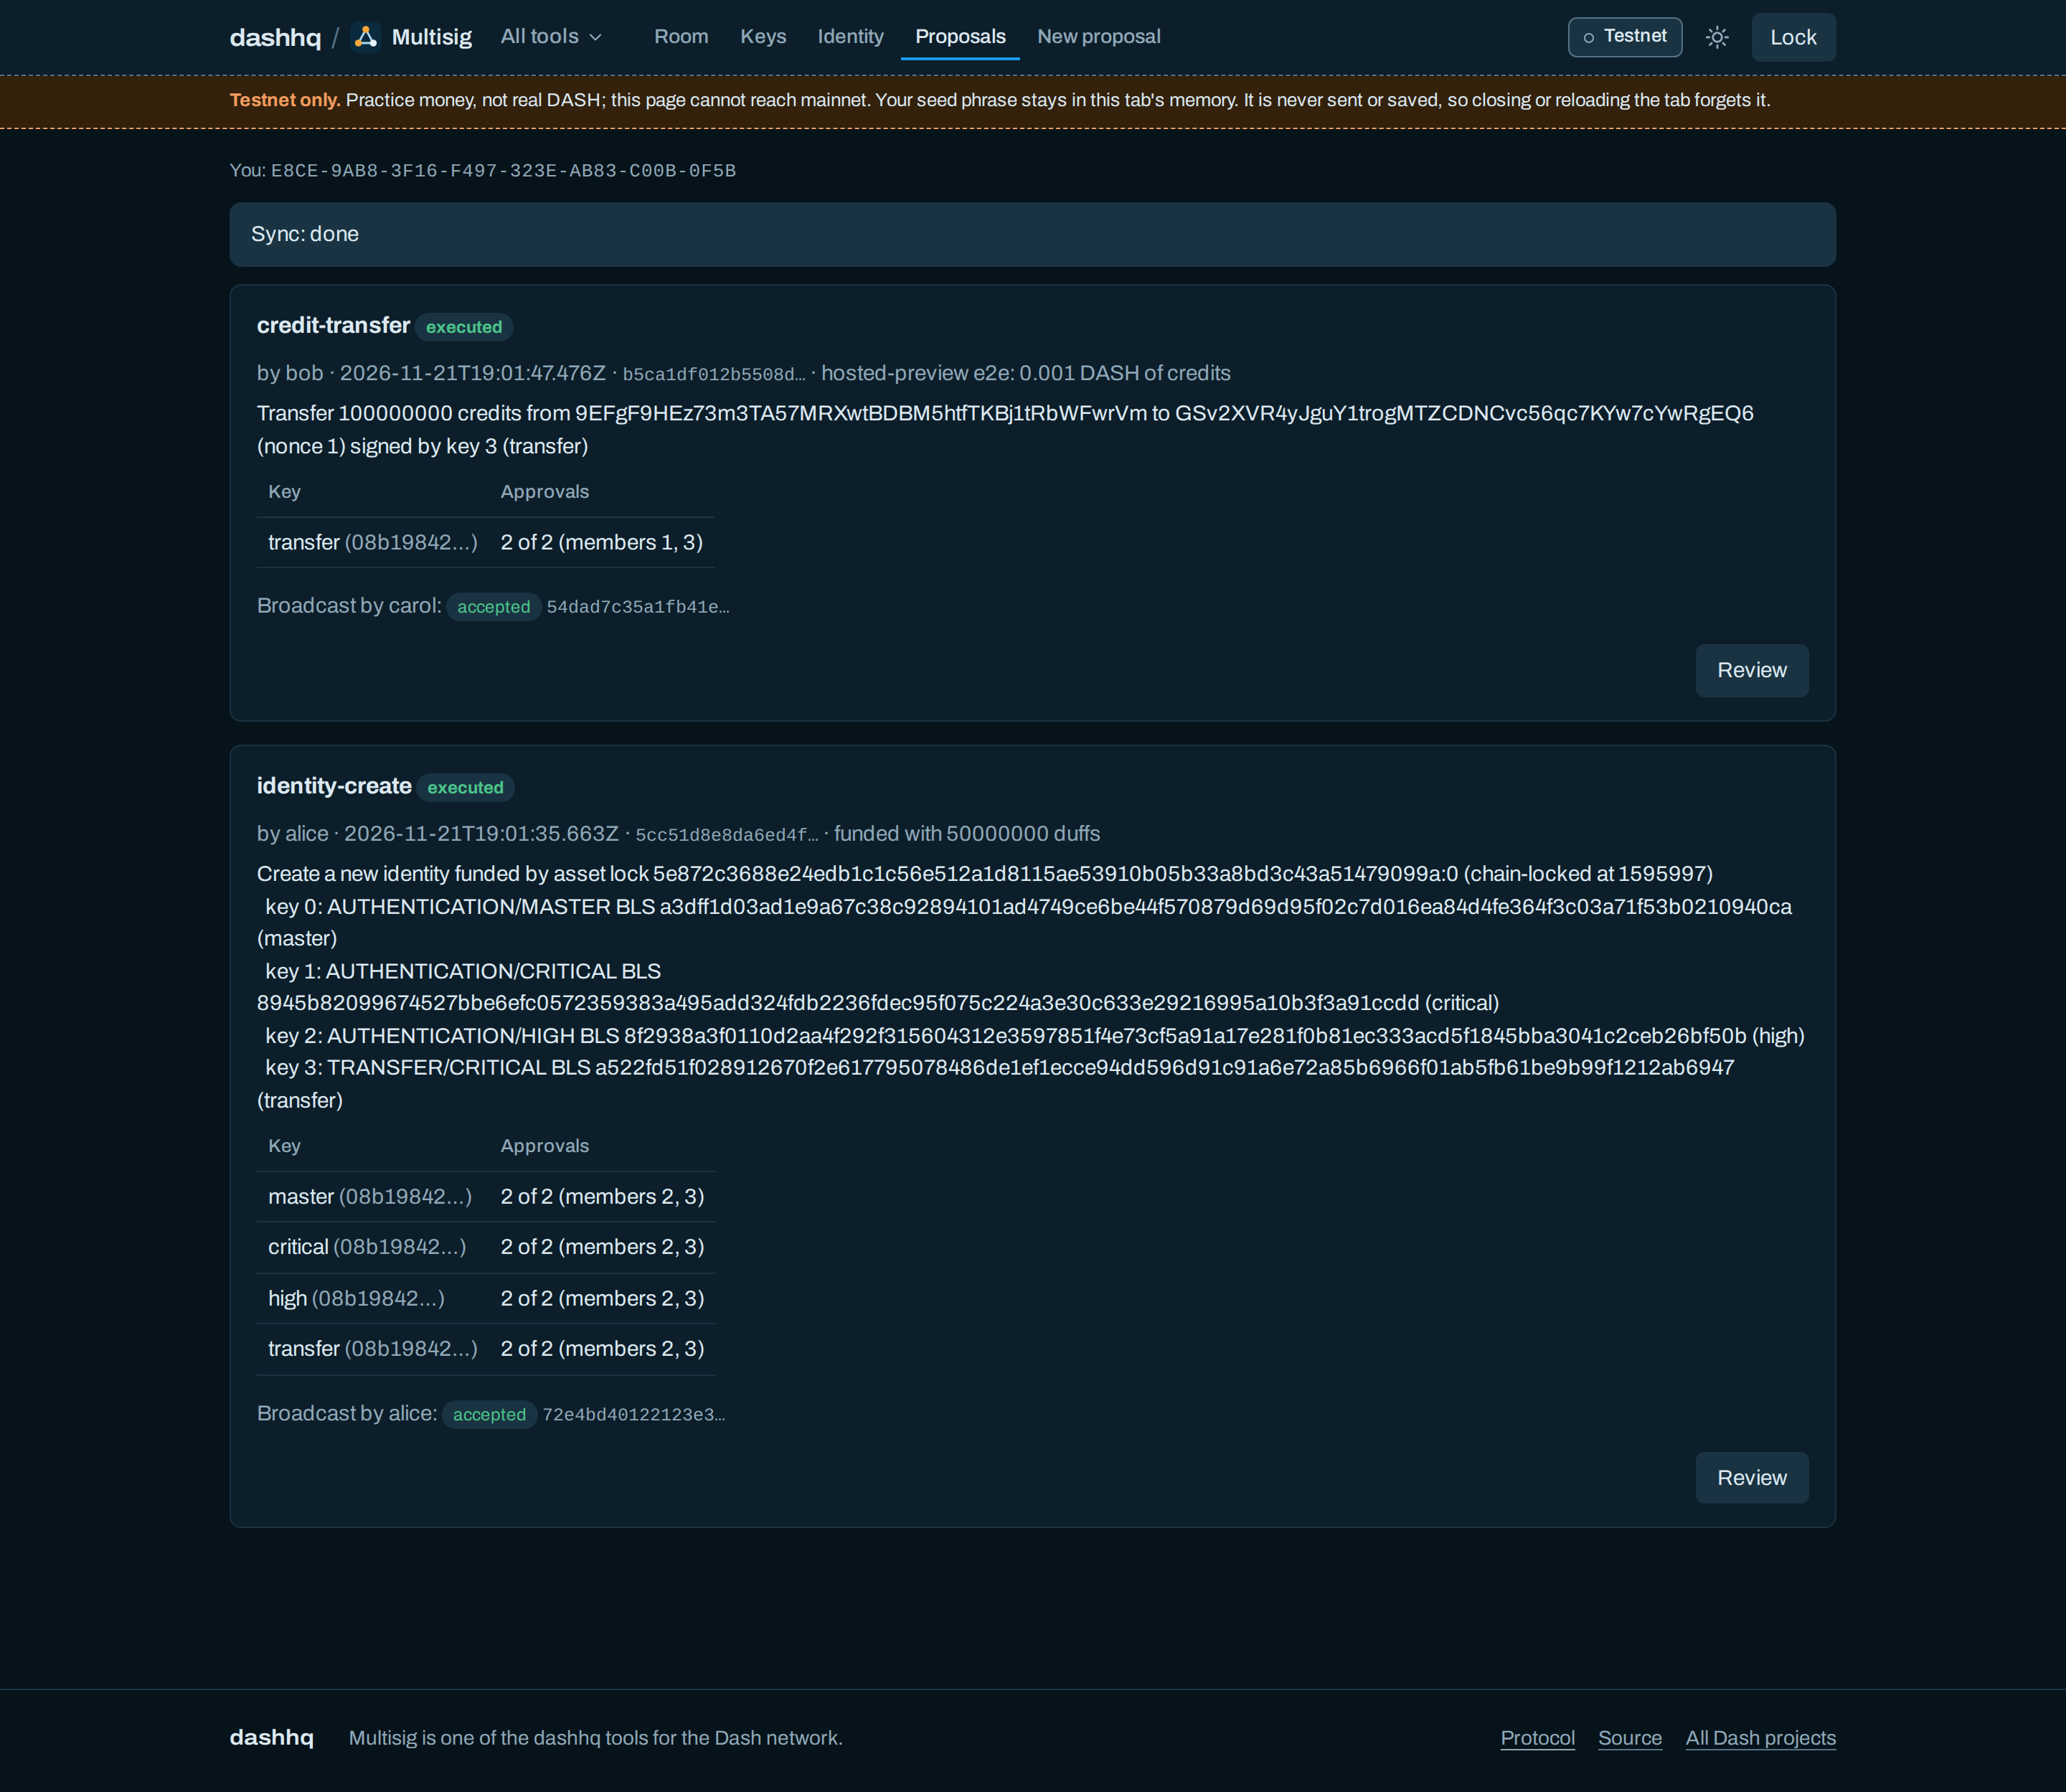 dashhq / Multisig All tools Room Keys Identity Proposals New proposal Testnet Lock
Testnet only. Practice money, not real DASH; this page cannot reach mainnet. Your seed phrase stays in this tab's memory. It is never sent or saved, so closing or reloading the tab forgets it.
You: E8CE-9AB8-3F16-F497-323E-AB83-C00B-0F5B
Sync: done
credit-transfer executed
by bob · 2026-11-21T19:01:47.476Z · b5ca1df012b5508d… · hosted-preview e2e: 0.001 DASH of credits
Transfer 100000000 credits from 9EFgF9HEz73m3TA57MRXwtBDBM5htfTKBj1tRbWFwrVm to GSv2XVR4yJguY1trogMTZCDNCvc56qc7KYw7cYwRgEQ6
(nonce 1) signed by key 3 (transfer)
Key Approvals
transfer (08b19842…) 2 of 2 (members 1, 3)
Broadcast by carol: accepted 54dad7c35a1fb41e…
Review
identity-create executed
by alice · 2026-11-21T19:01:35.663Z · 5cc51d8e8da6ed4f… · funded with 50000000 duffs
Create a new identity funded by asset lock 5e872c3688e24edb1c1c56e512a1d8115ae53910b05b33a8bd3c43a51479099a:0 (chain-locked at 1595997)
key 0: AUTHENTICATION/MASTER BLS a3dff1d03ad1e9a67c38c92894101ad4749ce6be44f570879d69d95f02c7d016ea84d4fe364f3c03a71f53b0210940ca
(master)
key 1: AUTHENTICATION/CRITICAL BLS
8945b82099674527bbe6efc0572359383a495add324fdb2236fdec95f075c224a3e30c633e29216995a10b3f3a91ccdd (critical)
key 2: AUTHENTICATION/HIGH BLS 8f2938a3f0110d2aa4f292f315604312e3597851f4e73cf5a91a17e281f0b81ec333acd5f1845bba3041c2ceb26bf50b (high)
key 3: TRANSFER/CRITICAL BLS a522fd51f028912670f2e617795078486de1ef1ecce94dd596d91c91a6e72a85b6966f01ab5fb61be9b99f1212ab6947
(transfer)
Key Approvals
master (08b19842…) 2 of 2 (members 2, 3)
critical (08b19842…) 2 of 2 (members 2, 3)
high (08b19842…) 2 of 2 (members 2, 3)
transfer (08b19842…) 2 of 2 (members 2, 3)
Broadcast by alice: accepted 72e4bd40122123e3…
Review
dashhq Multisig is one of the dashhq tools for the Dash network. Protocol Source All Dash projects